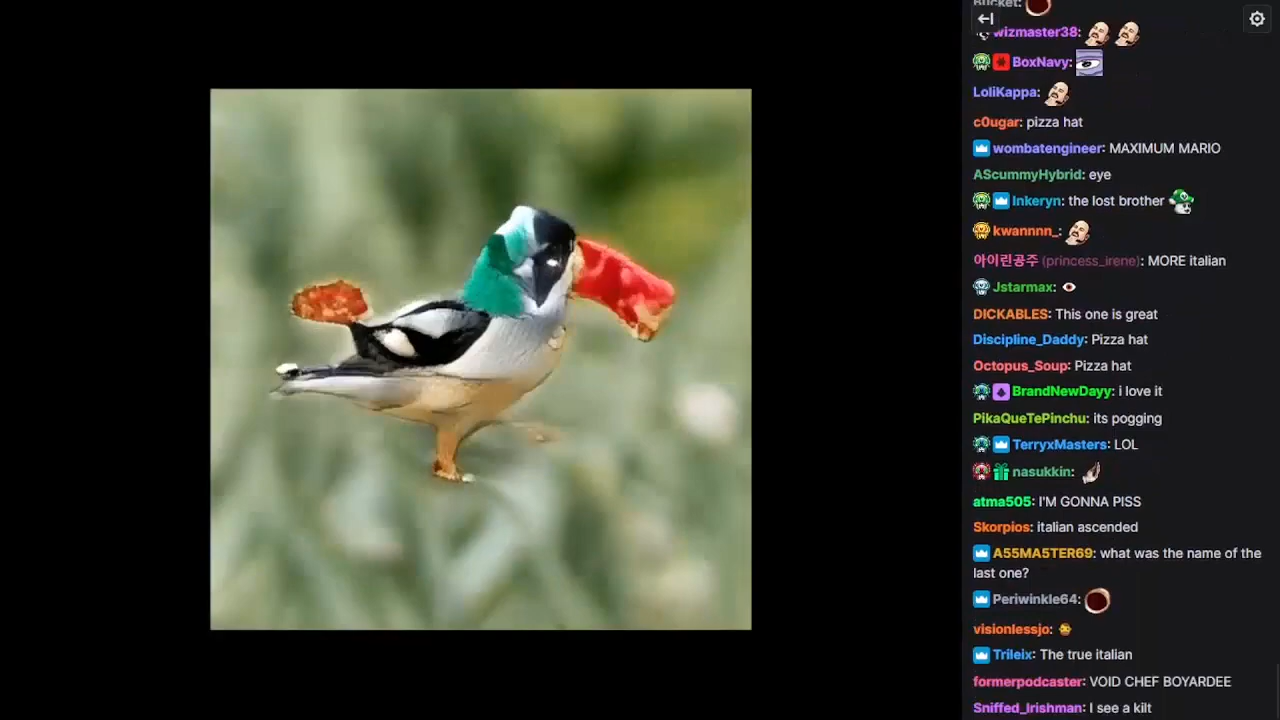 Bucket:
wizmaster38:
BoxNavy:
LoliKappa:
c0ugar: pizza hat
wombatengineer: MAXIMUM MARIO
AScummyHybrid: eye
Inkeryn: the lost brother
kwannnn_:
아이린공주 (princess_irene): MORE italian
Jstarmax:
DICKABLES: This one is great
Discipline_Daddy: Pizza hat
Octopus_Soup: Pizza hat
BrandNewDayy: i love it
PikaQueTePinchu: its pogging
TerryxMasters: LOL
nasukkin:
atma505: I'M GONNA PISS
Skorpios: italian ascended
A55MA5TER69: what was the name of the
last one?
Periwinkle64:
visionlessjo:
Trileix: The true italian
formerpodcaster: VOID CHEF BOYARDEE
Sniffed_Irishman: I see a kilt